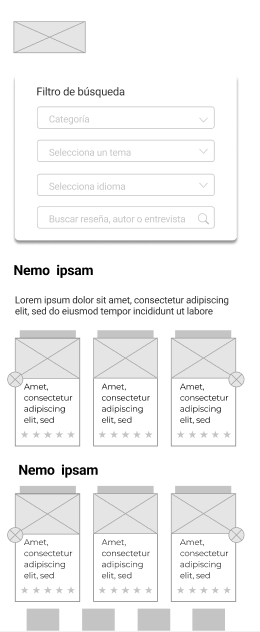 Filtro de búsqueda
Categoría
Selecciona un tema
Selecciona idioma
Buscar reseña, autor o entrevista
Nemo ipsam
Lorem ipsum dolor sit amet, consectetur adipiscing
elit, sed do eiusmod tempor incididunt ut labore
Amet,
consectetur
adipiscing
elit, sed
Amet,
consectetur
adipiscing
elit, sed
Amet,
consectetur
adipiscing
elit, sed
Nemo ipsam
Amet,
consectetur
adipiscing
elit, sed
Amet,
consectetur
adipiscing
elit, sed
Amet,
consectetur
adipiscing
elit, sed